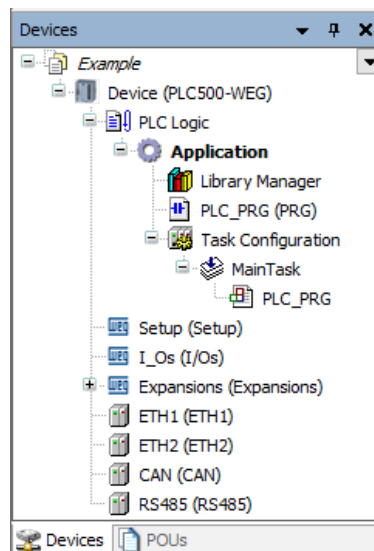 Devices
Example
Device (PLC500-WEG)
PLC Logic
Application
Library Manager
PLC_PRG (PRG)
Task Configuration
MainTask
PLC_PRG
Setup (Setup)
I_Os (I/Os)
Expansions (Expansions)
ETH1 (ETH1)
ETH2 (ETH2)
CAN (CAN)
RS485 (RS485)
Devices POUs